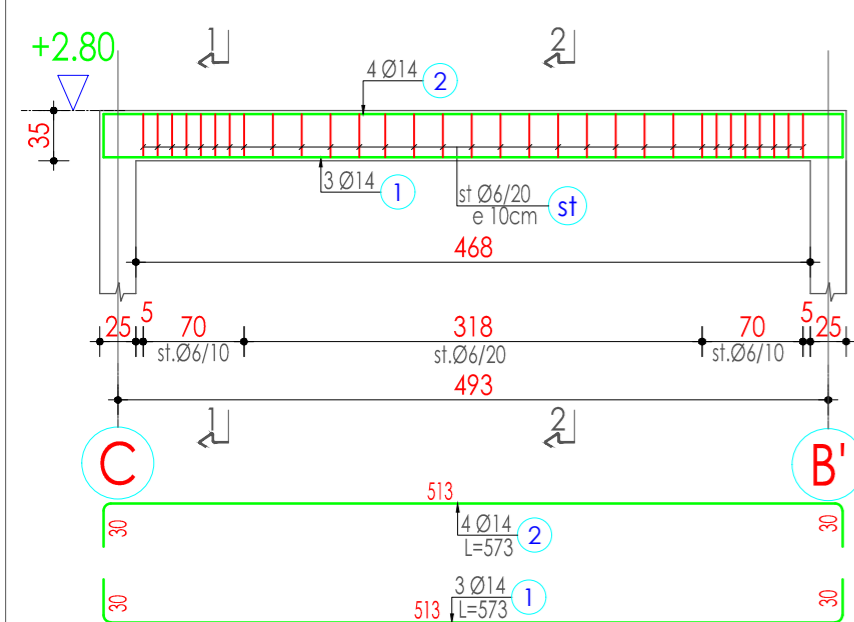 1 2
+2.80
4 Ø14 2
35
3 Ø14 1
st Ø6/20 st
e 10cm
468
25 5 70 318 70 5 25
st.Ø6/10 st.Ø6/20 st.Ø6/10
493
1 2
C B'
513
30 30
4 Ø14 2
L=573
3 Ø14 1
30 30
513 L=573